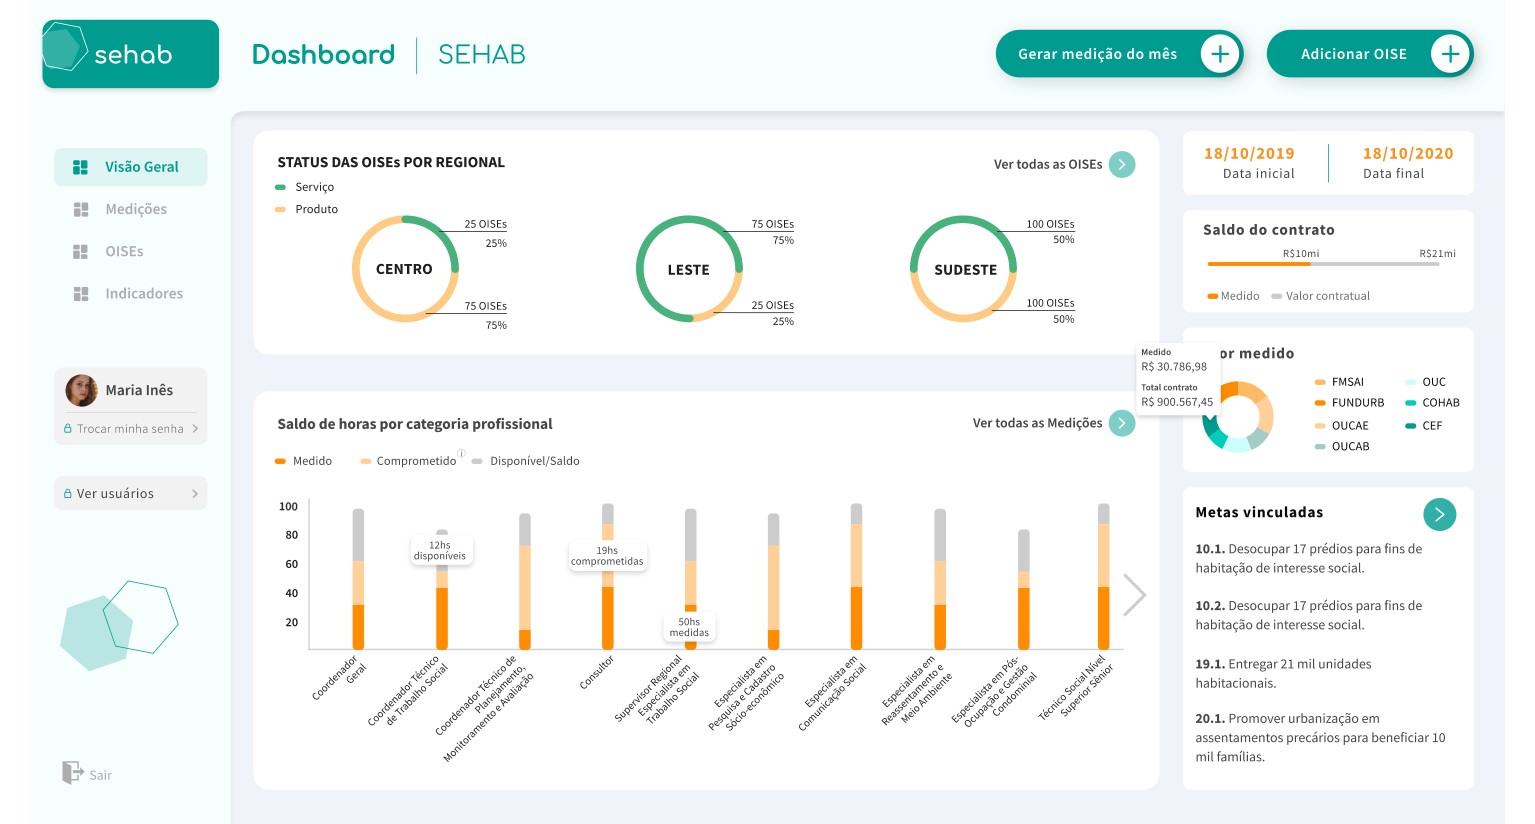 sehab
Dashboard
SEHAB
Gerar medição do mês
Adicionar OISE
Visão Geral
Medições
OISEs
Indicadores
Maria Inês
Trocar minha senha
Ver usuários
Sair
STATUS DAS OISEs POR REGIONAL
Ver todas as OISEs
Serviço
Produto
CENTRO
25 OISEs
25%
75 OISEs
75%
LESTE
75 OISEs
75%
25 OISEs
25%
SUDESTE
100 OISEs
50%
100 OISEs
50%
Saldo de horas por categoria profissional
Ver todas as Medições
Medido
Comprometido
i
Disponível/Saldo
100
80
60
40
20
12hs
disponíveis
19hs
comprometidas
50hs
medidas
Coordenador
Geral
Coordenador Técnico
de Trabalho Social
Coordenador Técnico de
Planejamento,
Monitoramento e Avaliação
Consultor
Supervisor Regional
Especialista em
Trabalho Social
Especialista em
Pesquisa e Cadastro
Sócio-econômico
Especialista em
Comunicação Social
Especialista em
Reassentamento e
Meio Ambiente
Especialista em Pós-
Ocupação e Gestão
Condominial
Técnico Social Nível
Superior Sênior
18/10/2019
Data inicial
18/10/2020
Data final
Saldo do contrato
R$10mi
R$21mi
Medido
Valor contratual
or medido
Medido
R$ 30.786,98
Total contrato
R$ 900.567,45
FMSAI
FUNDURB
OUCAE
OUCAB
OUC
COHAB
CEF
Metas vinculadas
10.1. Desocupar 17 prédios para fins de
habitação de interesse social.
10.2. Desocupar 17 prédios para fins de
habitação de interesse social.
19.1. Entregar 21 mil unidades
habitacionais.
20.1. Promover urbanização em
assentamentos precários para beneficiar 10
mil famílias.